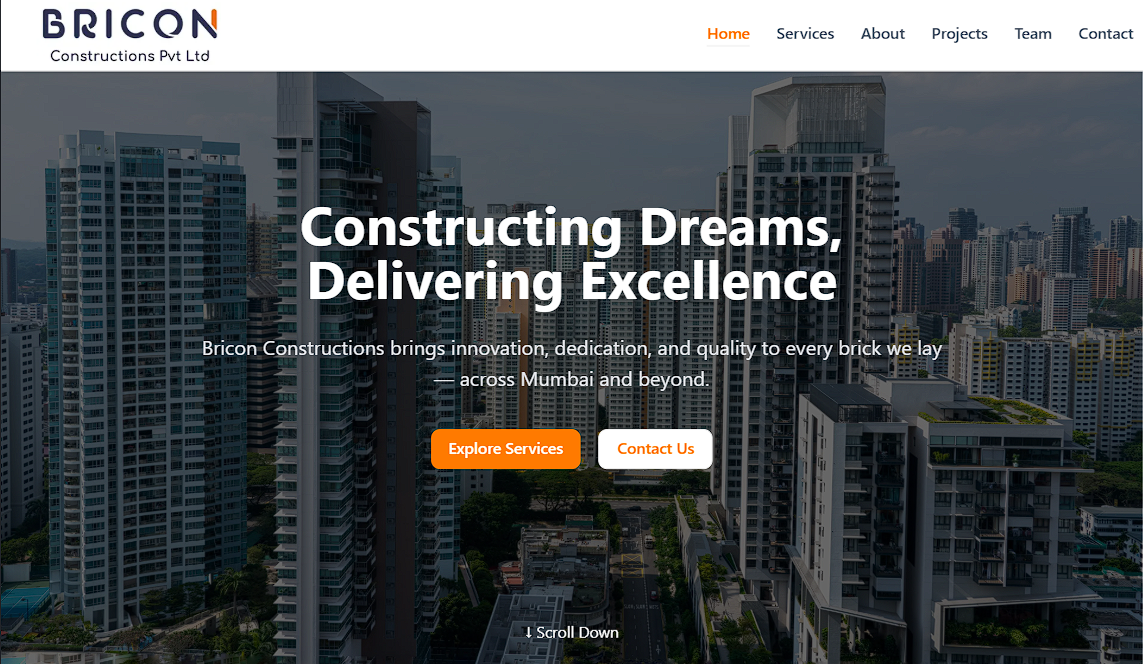 BRICON
Constructions Pvt Ltd
Home Services About Projects Team Contact
Constructing Dreams,
Delivering Excellence
Bricon Constructions brings innovation, dedication, and quality to every brick we lay
— across Mumbai and beyond.
Explore Services Contact Us
↓ Scroll Down